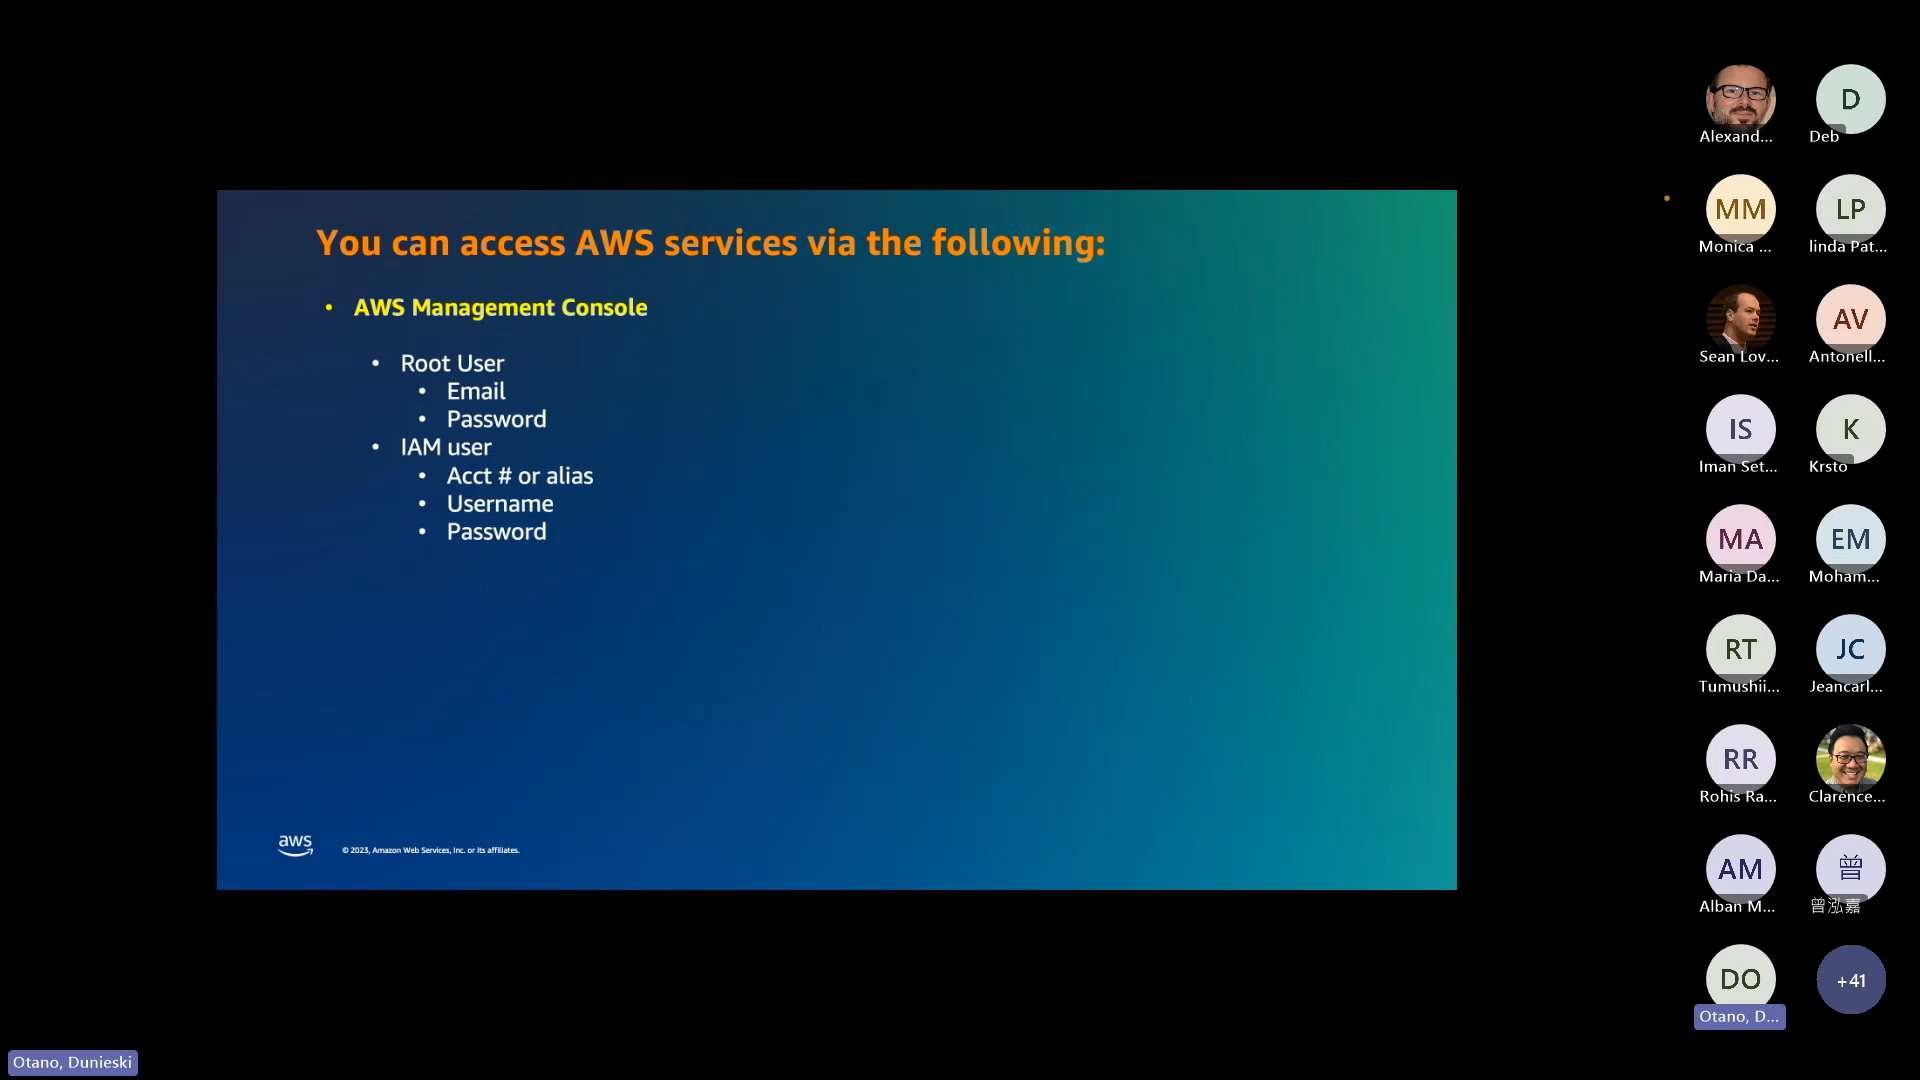 You can access AWS services via the following:
• AWS Management Console
• Root User
• Email
• Password
• IAM user
• Acct # or alias
• Username
• Password
aws
© 2023, Amazon Web Services, Inc. or its affiliates.
Alexand...
D
Deb
MM
Monica ...
LP
linda Pat...
Sean Lov...
AV
Antonell...
IS
Iman Set...
K
Krsto
MA
Maria Da...
EM
Moham...
RT
Tumushii...
JC
Jeancarl...
RR
Rohis Ra...
Clarence...
AM
Alban M...
曾
曾泓嘉
DO
Otano, D...
+41
Otano, Dunieski